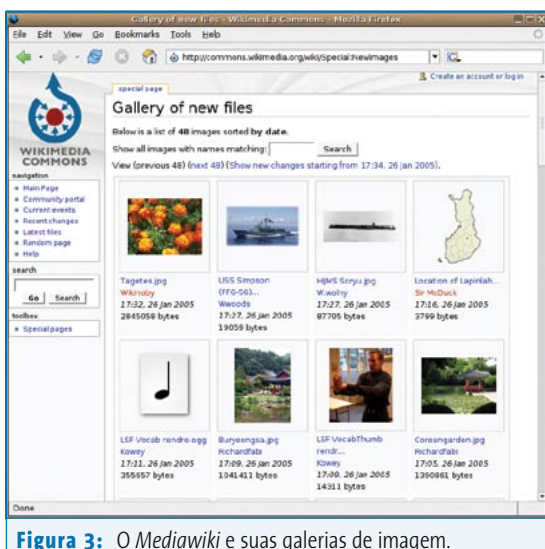 Gallery of new files - Wikimedia Commons - Mozilla Firefox
File Edit View Go Bookmarks Tools Help
http://commons.wikimedia.org/wiki/Special:Newimages
Create an account or log in
special page
Gallery of new files
Below is a list of 48 images sorted by date.
Show all images with names matching: Search
View (previous 48) (next 48) (Show new changes starting from 17:34, 26 Jan 2005).
WIKIMEDIA
COMMONS
navigation
Main Page
Community portal
Current events
Recent changes
Latest files
Random page
Help
search
Go Search
toolbox
Special pages
Tagetes.jpg
Wikinoby
17:32, 26 Jan 2005
2845058 bytes
USS Simpson
(FFG-56)...
Wwoods
17:27, 26 Jan 2005
19059 bytes
HIJMS Soryu.jpg
W.wolny
17:27, 26 Jan 2005
87705 bytes
Location of Lapinlah...
Sir McDuck
17:16, 26 Jan 2005
3799 bytes
LSF Vocab rendre.ogg
Kowey
17:11, 26 Jan 2005
355557 bytes
Buryeongsa.jpg
Richardfabi
17:09, 26 Jan 2005
1041411 bytes
LSF VocabThumb
rendr...
Kowey
17:09, 26 Jan 2005
14311 bytes
Coreangarden.jpg
Richardfabi
17:05, 26 Jan 2005
1390861 bytes
Done
Figura 3: O Mediawiki e suas galerias de imagem.